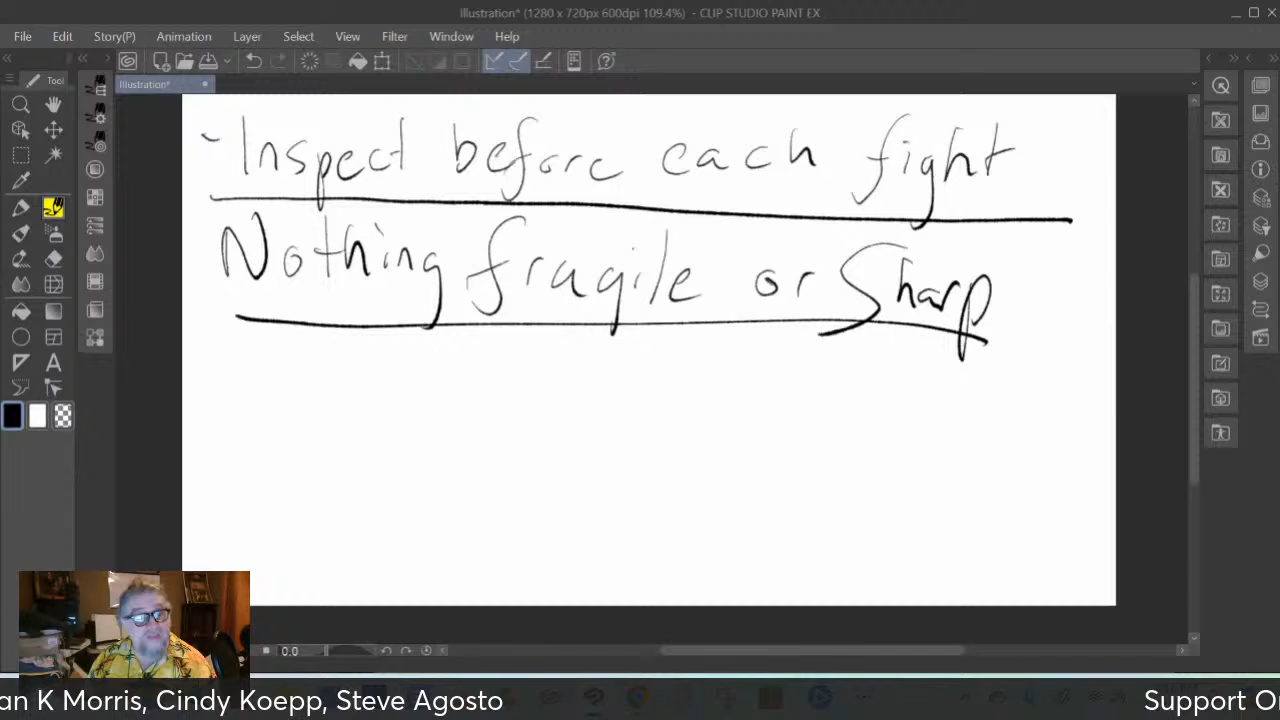 Illustration* (1280 x 720px 600dpi 109.4%) - CLIP STUDIO PAINT EX
File Edit Story(P) Animation Layer Select View Filter Window Help
Tool
Illustration*
- Inspect before each fight
Nothing fragile or Sharp
0.0
an K Morris, Cindy Koepp, Steve Agosto Support O